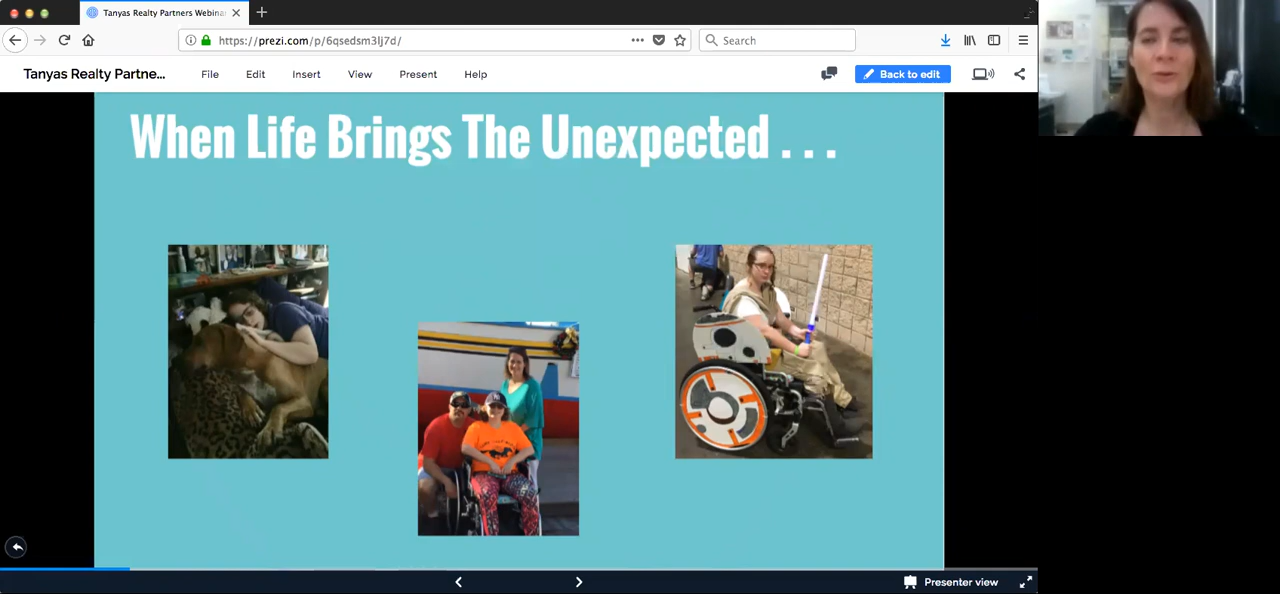 Tanyas Realty Partners Webinar
https://prezi.com/p/6qsedsm3lj7d/
Search
Tanyas Realty Partne...
File
Edit
Insert
View
Present
Help
Back to edit
When Life Brings The Unexpected . . .
Presenter view